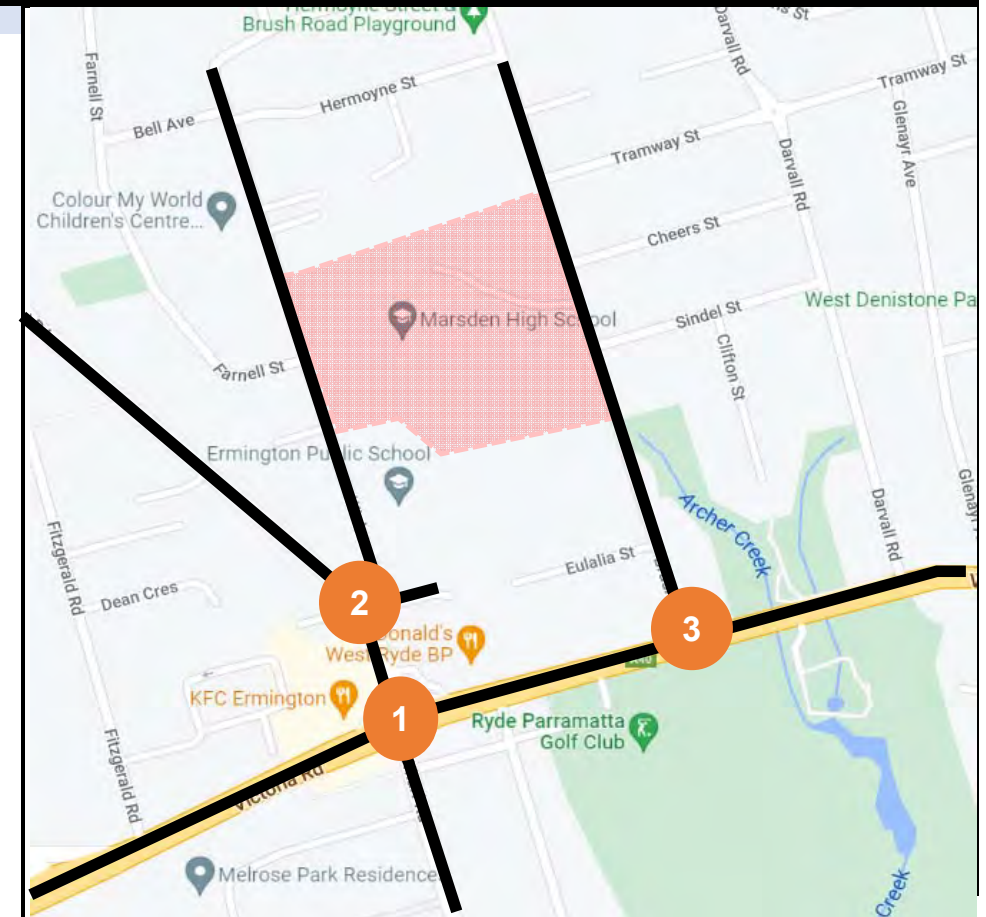 Brush Road Playground
Darvall Rd
Farnell St
Hermoyne St
Tramway St
Glenayr Ave
Bell Ave
Tramway St
Darvall Rd
Colour My World
Children's Centre...
Cheers St
West Denistone Pa
Marsden High School
Sindel St
Farnell St
Clifton St
Ermington Public School
Glenayr
Archer Creek
Darvall Rd
Fitzgerald Rd
Eulalia St
Dean Cres
2
3
onald's
West Ryde BP
KFC Ermington
1
Ryde Parramatta
Golf Club
Fitzgerald Rd
Victoria Rd
Melrose Park Residence
Creek